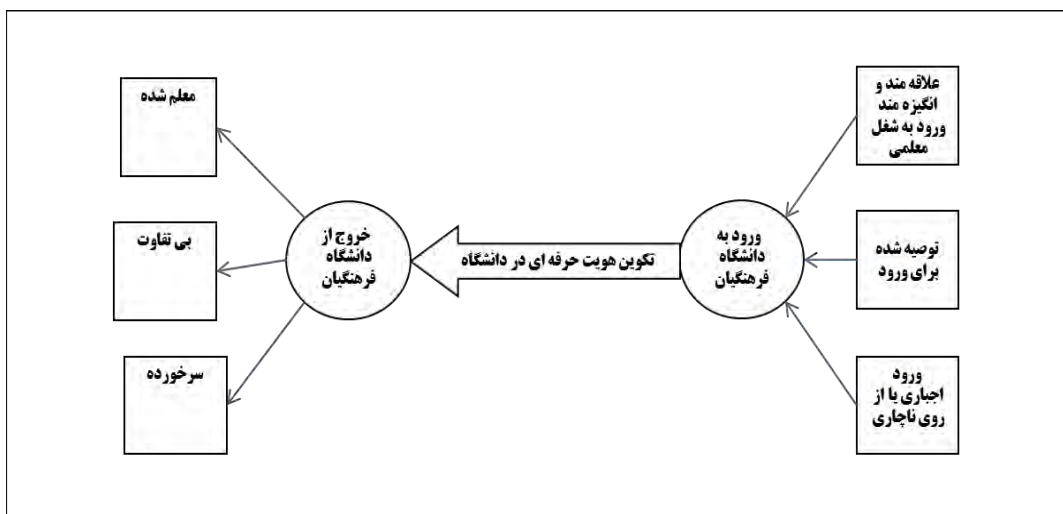 علاقه مند و
انگیزه مند
ورود به شغل
معلمی
توصیه شده
برای ورود
ورود
اجباری یا از
روی ناچاری
ورود به
دانشگاه
فرهنگیان
تکوین هویت حرفه ای در دانشگاه
خروج از
دانشگاه
فرهنگیان
معلم شده
بی تفاوت
سرخورده